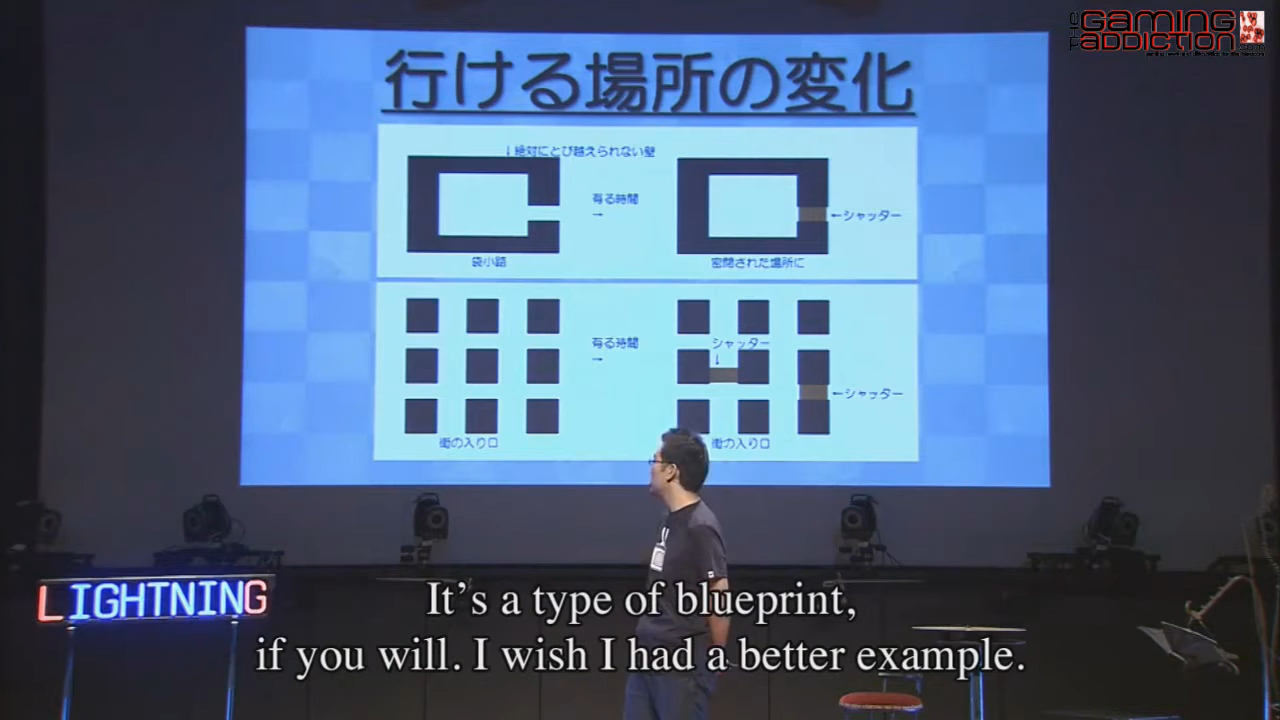 THE
GAMING
ADDICTION
行ける場所の変化
↓絶対にとび越えられない壁
有る時間
→
←シャッター
袋小路
密閉された場所に
有る時間
→
シャッター
↓
←シャッター
街の入り口
街の入り口
LIGHTNING
It's a type of blueprint,
if you will. I wish I had a better example.